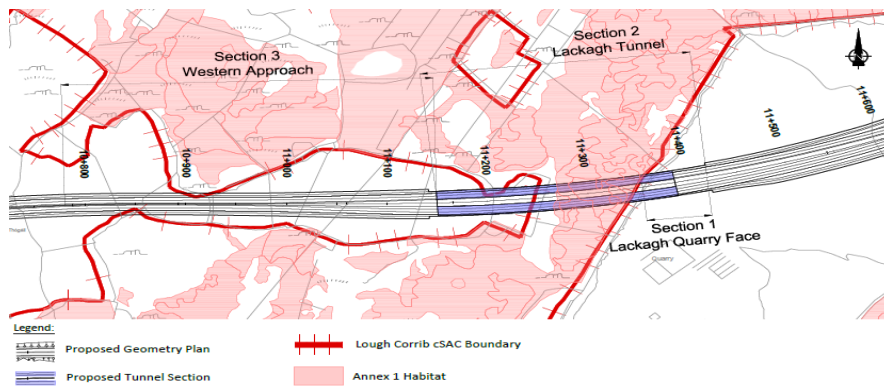 Section 3
Western Approach
Section 2
Lackagh Tunnel
10+800
10+900
11+000
11+100
11+200
11+300
11+400
11+500
11+600
Section 1
Lackagh Quarry Face
Quarry
Legend:
Proposed Geometry Plan
Lough Corrib cSAC Boundary
Proposed Tunnel Section
Annex 1 Habitat